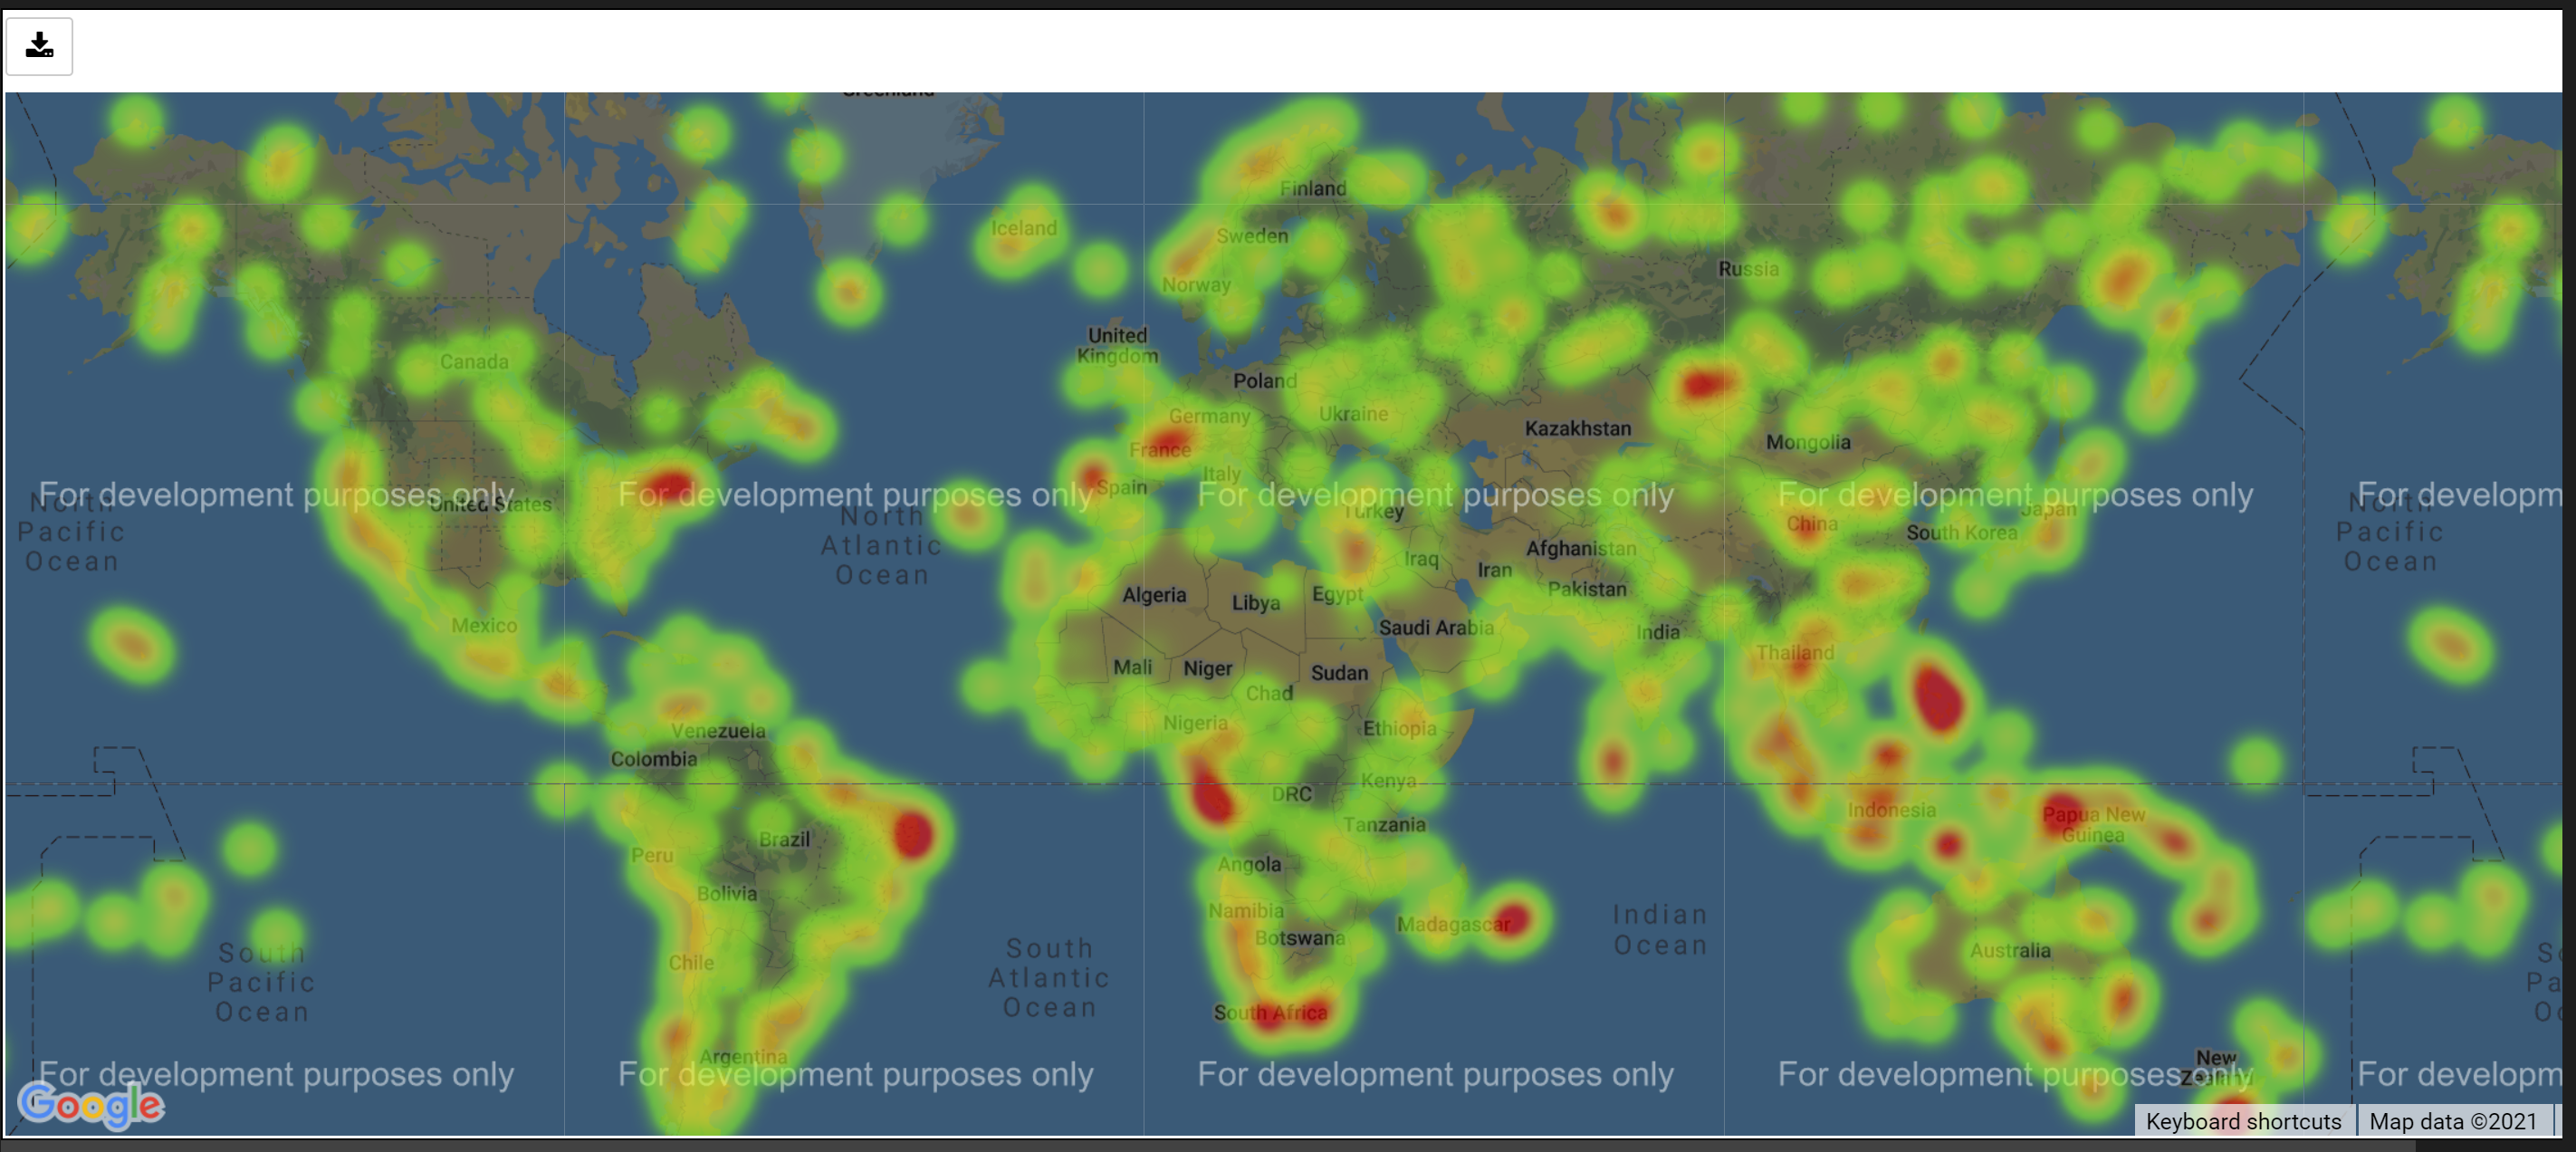 Greenland
Finland
Iceland
Sweden
Russia
Norway
United
Kingdom
Canada
Poland
Germany
Ukraine
Kazakhstan
France
Mongolia
Italy
Spain
For development purposes only
For development purposes only
For development purposes only
For development purposes only
For developm
North
Pacific
Ocean
United States
North
Atlantic
Ocean
Turkey
China
Japan
South Korea
North
Pacific
Ocean
Afghanistan
Iraq
Iran
Algeria
Libya
Egypt
Pakistan
Mexico
Saudi Arabia
India
Mali
Niger
Sudan
Thailand
Chad
Nigeria
Ethiopia
Venezuela
Colombia
Kenya
DRC
Indonesia
Papua New
Guinea
Tanzania
Brazil
Peru
Angola
Bolivia
Namibia
Madagascar
Indian
Ocean
Botswana
Australia
South
Pacific
Ocean
South
Atlantic
Ocean
Chile
So
Pa
Oc
South Africa
Argentina
New
Zealand
For development purposes only
For development purposes only
For development purposes only
For development purposes only
For developm
Google
Keyboard shortcuts
Map data ©2021